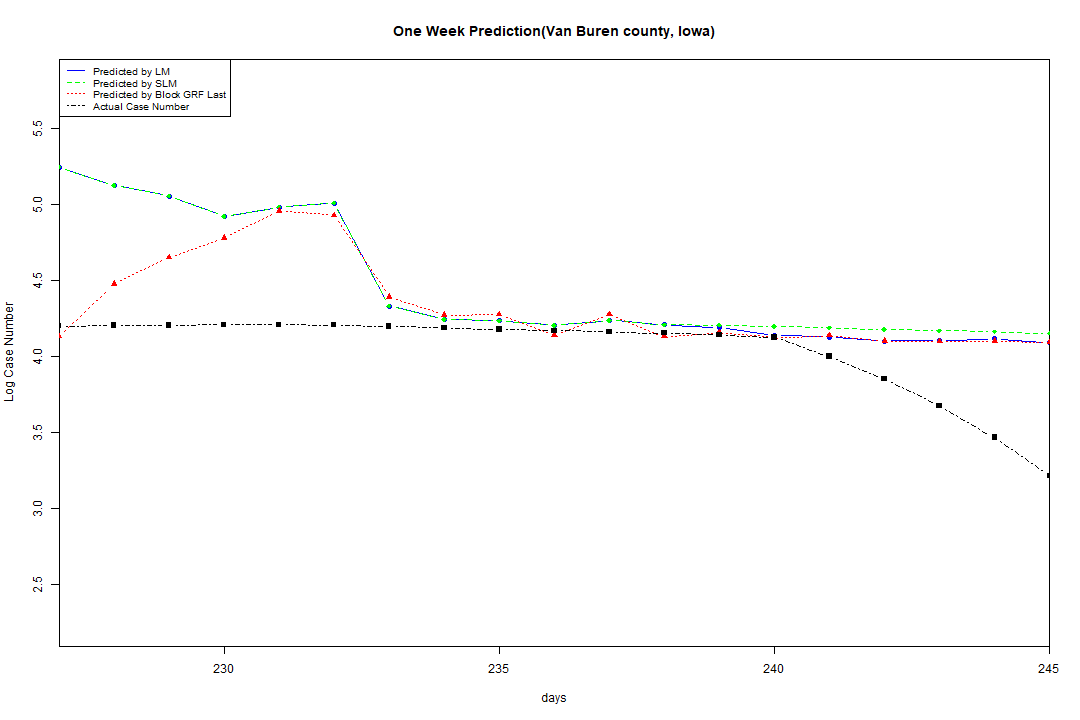 One Week Prediction(Van Buren county, Iowa)
Predicted by LM
Predicted by SLM
Predicted by Block GRF Last
Actual Case Number
5.5
5.0
4.5
4.0
3.5
3.0
2.5
Log Case Number
230
235
240
245
days